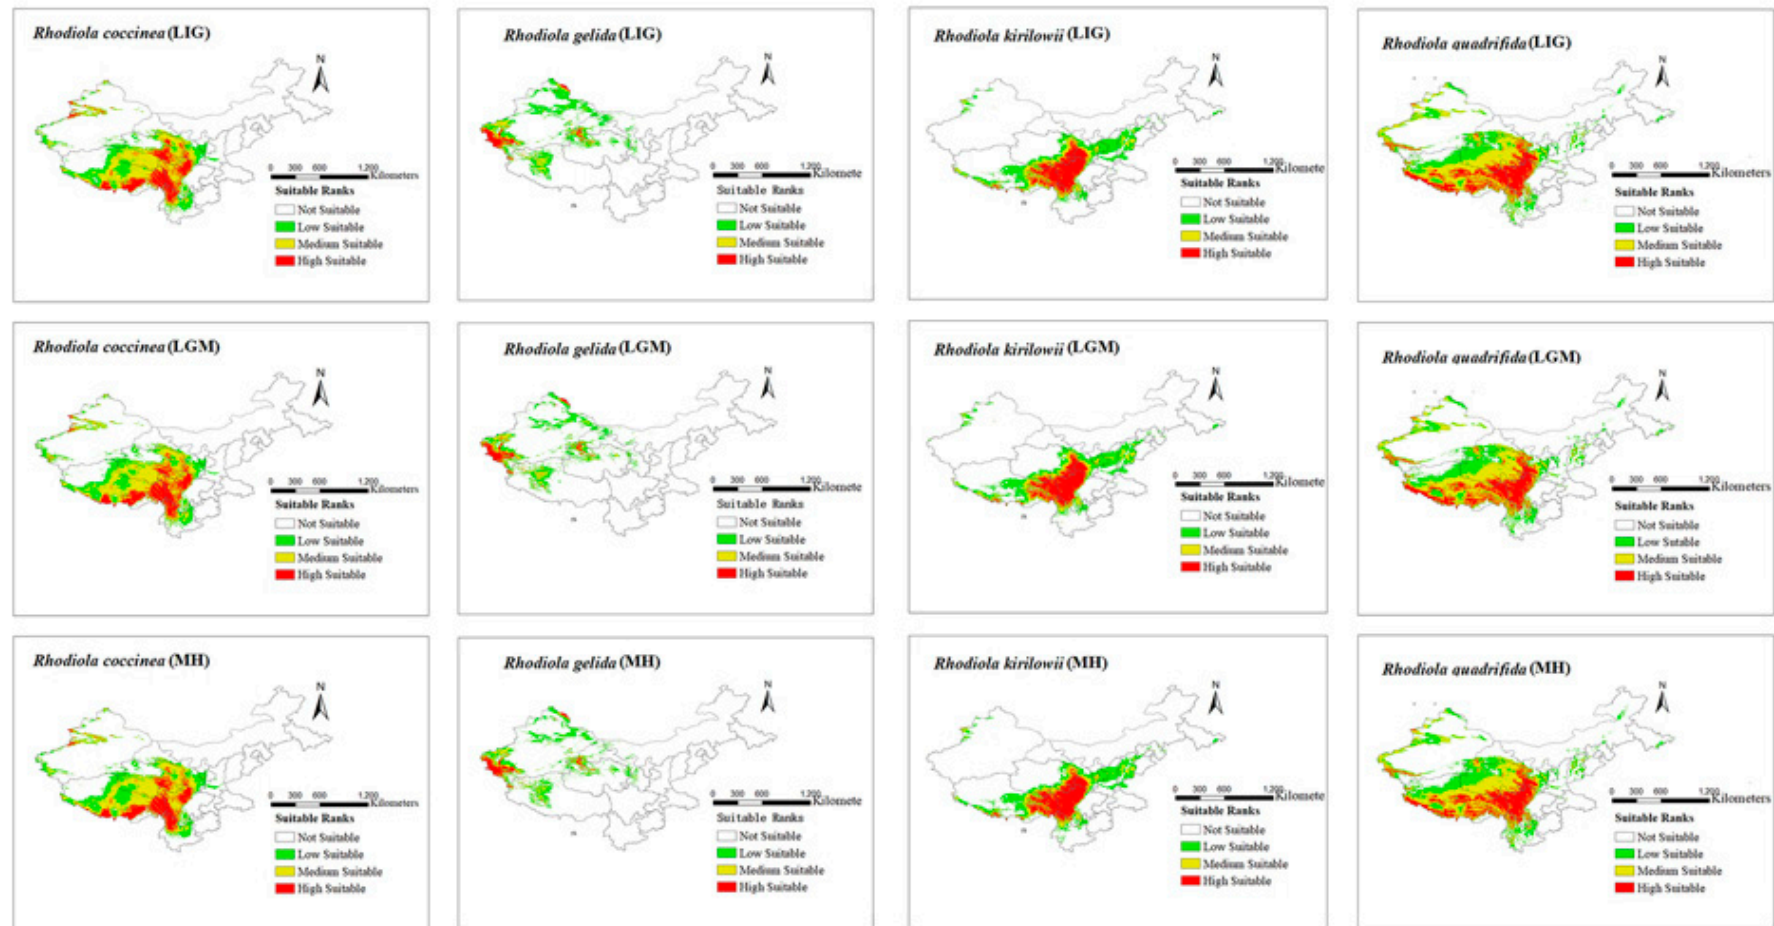 Rhodiola coccinea (LIG)
N
0 300 600 1,200
Kilometers
Suitable Ranks
Not Suitable
Low Suitable
Medium Suitable
High Suitable
Rhodiola gelida (LIG)
N
0 300 600 1,200
Kilomete
Suitable Ranks
Not Suitable
Low Suitable
Medium Suitable
High Suitable
Rhodiola kirilowii (LIG)
N
0 300 600 1,200
Kilomete
Suitable Ranks
Not Suitable
Low Suitable
Medium Suitable
High Suitable
Rhodiola quadrifida (LIG)
N
0 300 600 1,200
Kilometers
Suitable Ranks
Not Suitable
Low Suitable
Medium Suitable
High Suitable
Rhodiola coccinea (LGM)
N
0 300 600 1,200
Kilometers
Suitable Ranks
Not Suitable
Low Suitable
Medium Suitable
High Suitable
Rhodiola gelida (LGM)
N
0 300 600 1,200
Kilomete
Suitable Ranks
Not Suitable
Low Suitable
Medium Suitable
High Suitable
Rhodiola kirilowii (LGM)
N
0 300 600 1,200
Kilomete
Suitable Ranks
Not Suitable
Low Suitable
Medium Suitable
High Suitable
Rhodiola quadrifida (LGM)
N
0 300 600 1,200
Kilometers
Suitable Ranks
Not Suitable
Low Suitable
Medium Suitable
High Suitable
Rhodiola coccinea (MH)
N
0 300 600 1,200
Kilometers
Suitable Ranks
Not Suitable
Low Suitable
Medium Suitable
High Suitable
Rhodiola gelida (MH)
N
0 300 600 1,200
Kilomete
Suitable Ranks
Not Suitable
Low Suitable
Medium Suitable
High Suitable
Rhodiola kirilowii (MH)
N
0 300 600 1,200
Kilomete
Suitable Ranks
Not Suitable
Low Suitable
Medium Suitable
High Suitable
Rhodiola quadrifida (MH)
N
0 300 600 1,200
Kilometers
Suitable Ranks
Not Suitable
Low Suitable
Medium Suitable
High Suitable